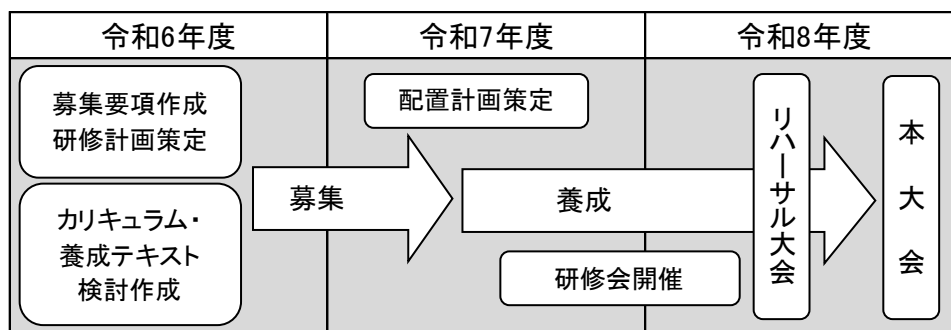 令和6年度
令和7年度
令和8年度
募集要項作成
研修計画策定
カリキュラム・
養成テキスト
検討作成
募集
配置計画策定
養成
研修会開催
リハーサル大会
本大会